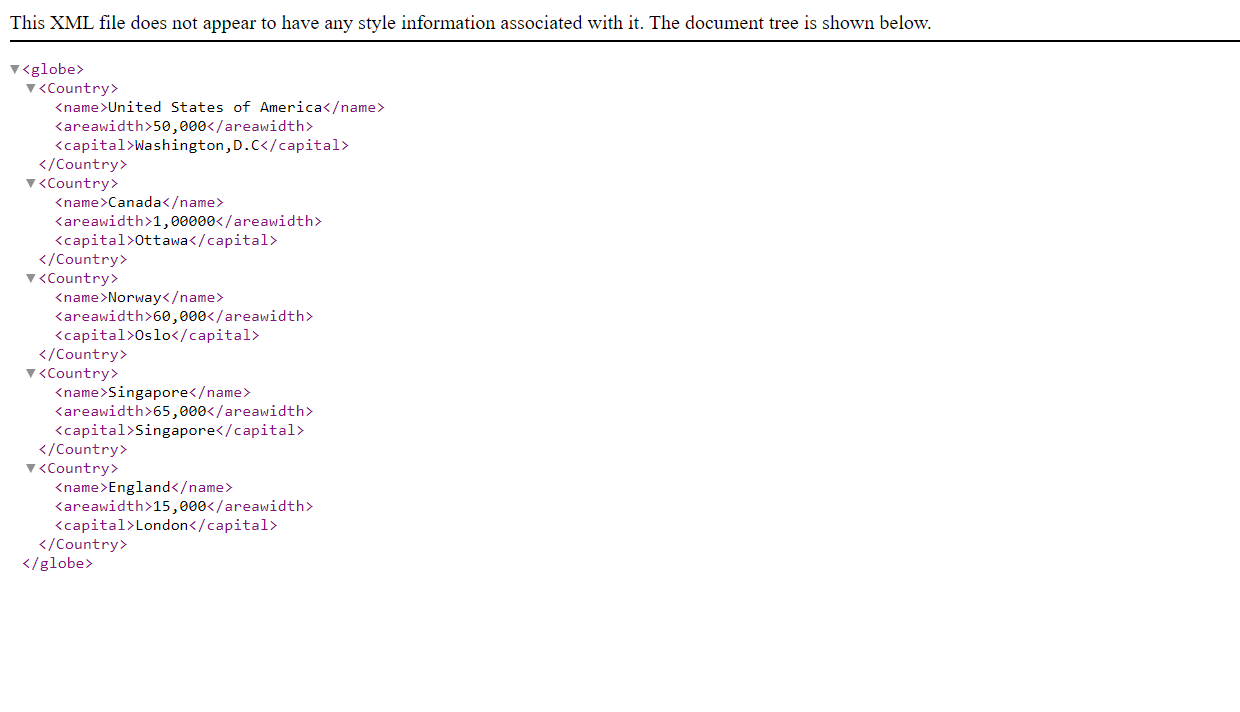 This XML file does not appear to have any style information associated with it. The document tree is shown below.
▼<globe>
▼<Country>
<name>United States of America</name>
<areawidth>50,000</areawidth>
<capital>Washington,D.C</capital>
</Country>
▼<Country>
<name>Canada</name>
<areawidth>1,00000</areawidth>
<capital>Ottawa</capital>
</Country>
▼<Country>
<name>Norway</name>
<areawidth>60,000</areawidth>
<capital>Oslo</capital>
</Country>
▼<Country>
<name>Singapore</name>
<areawidth>65,000</areawidth>
<capital>Singapore</capital>
</Country>
▼<Country>
<name>England</name>
<areawidth>15,000</areawidth>
<capital>London</capital>
</Country>
</globe>